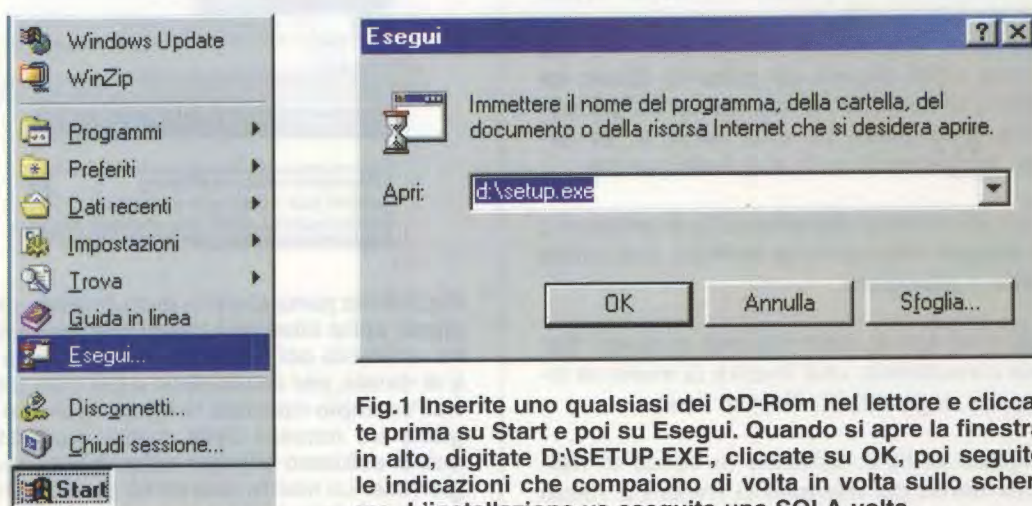 Windows Update
WinZip
Programmi
Preferiti
Dati recenti
Impostazioni
Trova
Guida in linea
Esegui...
Disconnetti...
Chiudi sessione...
Start
Esegui
Immettere il nome del programma, della cartella, del
documento o della risorsa Internet che si desidera aprire.
Apri:
d:\setup.exe
OK
Annulla
Sfoglia...
Fig.1 Inserite uno qualsiasi dei CD-Rom nel lettore e clicca
te prima su Start e poi su Esegui. Quando si apre la finestra
in alto, digitate D:\SETUP.EXE, cliccate su OK, poi seguite
le indicazioni che compaiono di volta in volta sullo scher